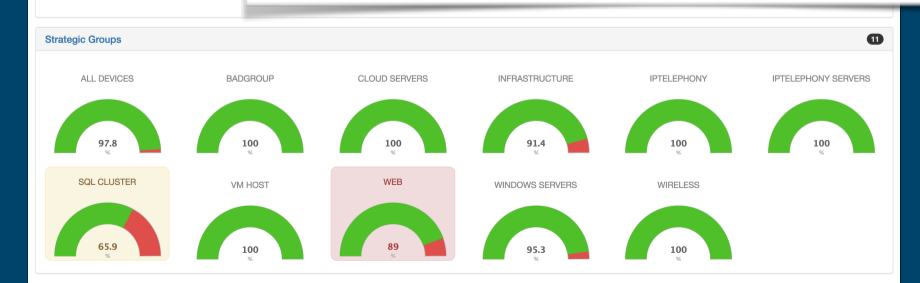 Strategic Groups 11
ALL DEVICES BADGROUP CLOUD SERVERS INFRASTRUCTURE IPTELEPHONY IPTELEPHONY SERVERS
97.8 100 100 91.4 100 100
% % % % % %
SQL CLUSTER VM HOST WEB WINDOWS SERVERS WIRELESS
65.9 100 89 95.3 100
% % % % %